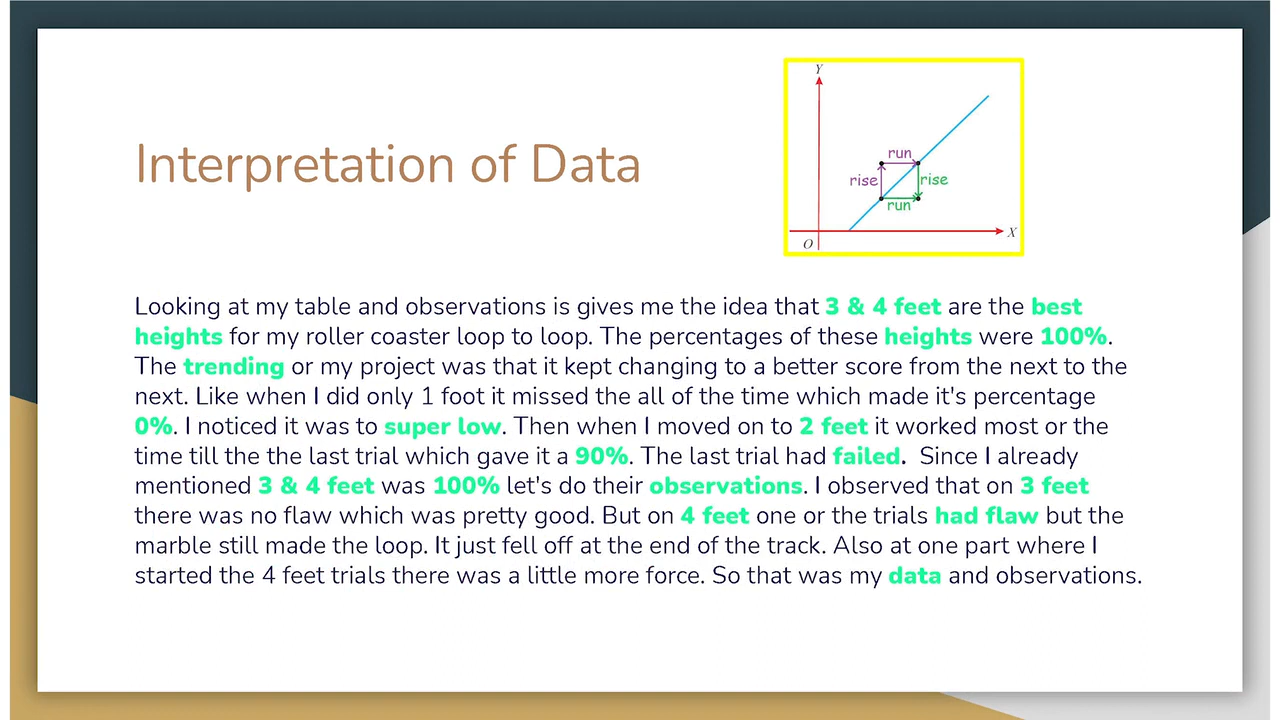 Interpretation of Data
Y
run
rise
rise
run
O
X
Looking at my table and observations is gives me the idea that 3 & 4 feet are the best
heights for my roller coaster loop to loop. The percentages of these heights were 100%.
The trending or my project was that it kept changing to a better score from the next to the
next. Like when I did only 1 foot it missed the all of the time which made it's percentage
0%. I noticed it was to super low. Then when I moved on to 2 feet it worked most or the
time till the the last trial which gave it a 90%. The last trial had failed. Since I already
mentioned 3 & 4 feet was 100% let's do their observations. I observed that on 3 feet
there was no flaw which was pretty good. But on 4 feet one or the trials had flaw but the
marble still made the loop. It just fell off at the end of the track. Also at one part where I
started the 4 feet trials there was a little more force. So that was my data and observations.